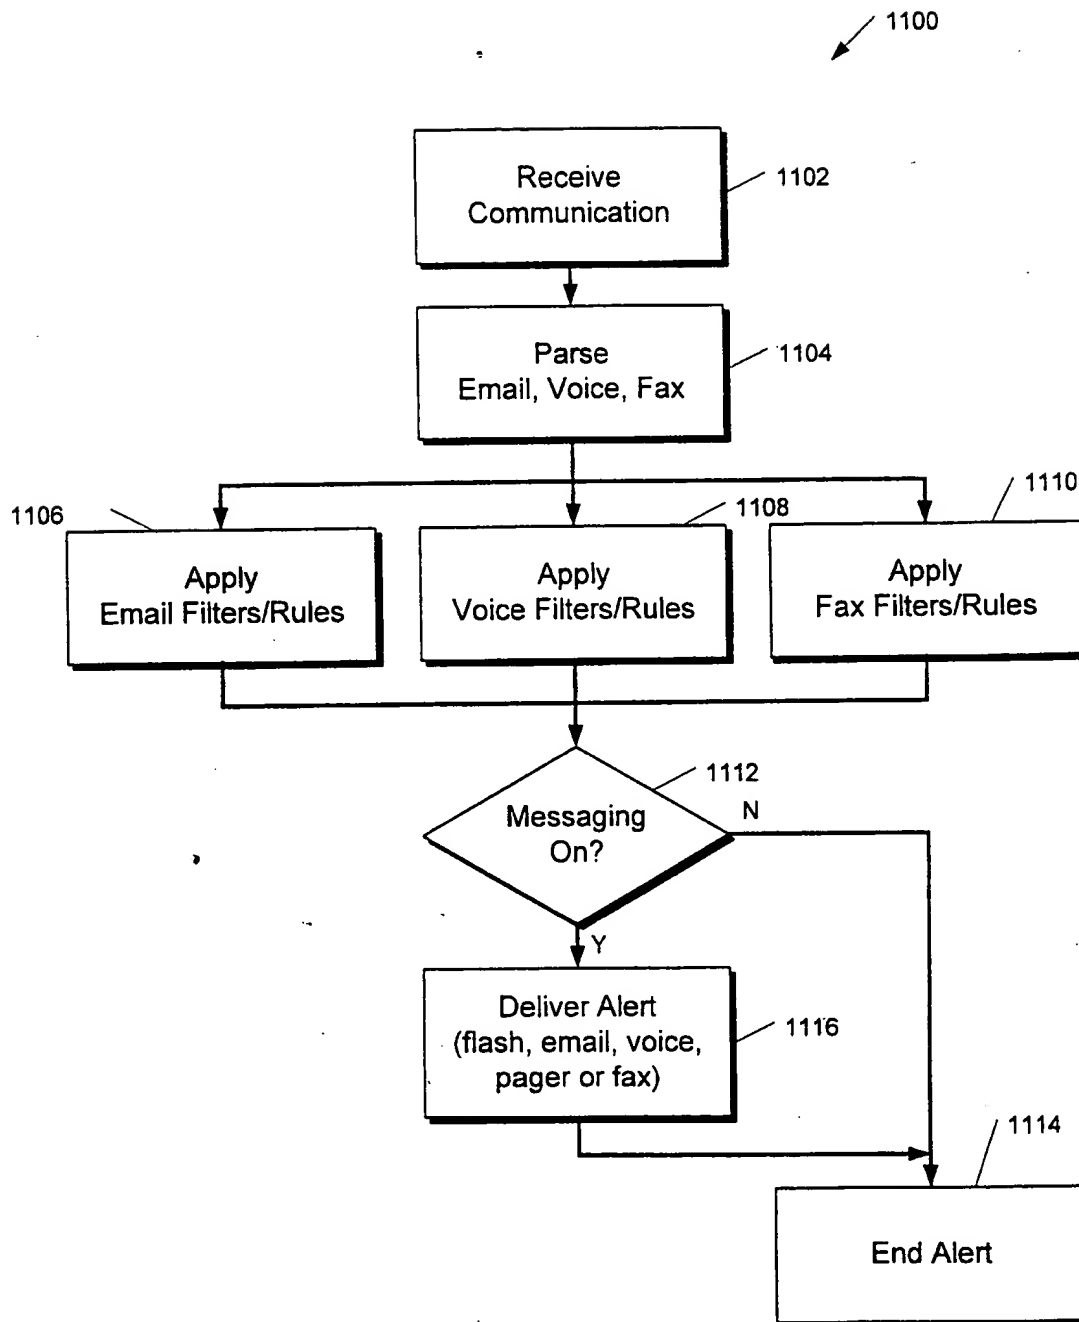 1100
Receive
Communication
1102
Parse
Email, Voice, Fax
1104
1106
1108
1110
Apply
Email Filters/Rules
Apply
Voice Filters/Rules
Apply
Fax Filters/Rules
1112
Messaging
On?
N
Y
Deliver Alert
(flash, email, voice,
pager or fax)
1116
1114
End Alert